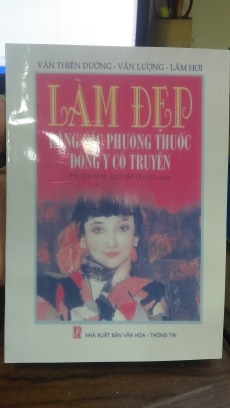 VĂN THIÊN ĐƯỜNG - VĂN LƯỢNG - LÂM HƠI
LÀM ĐẸP
BẰNG CÁC PHƯƠNG THUỐC
ĐÔNG Y CỔ TRUYỀN
NHÀ XUẤT BẢN VĂN HÓA - THÔNG TIN